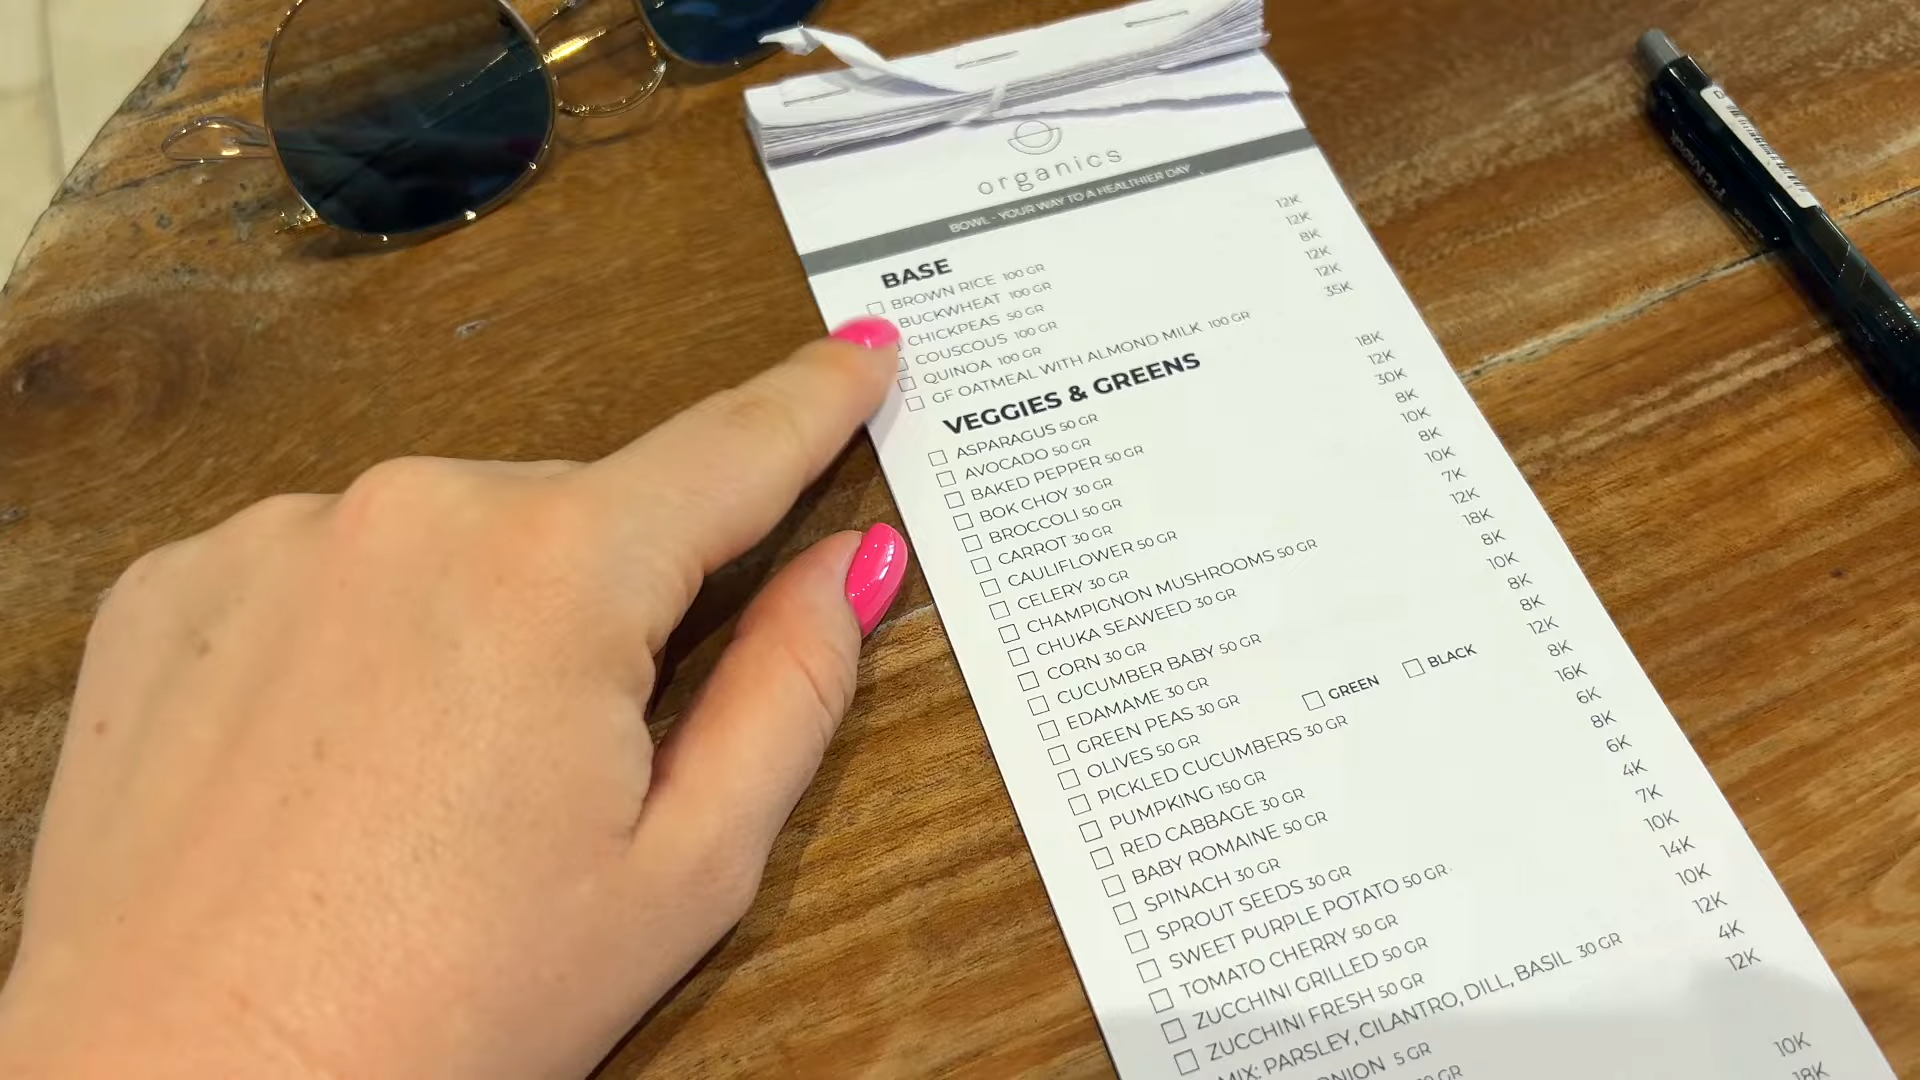 organics
BOWL - YOUR WAY TO A HEALTHIER DAY
BASE
BROWN RICE 100 GR 12K
BUCKWHEAT 100 GR 12K
CHICKPEAS 50 GR 8K
COUSCOUS 100 GR 12K
QUINOA 100 GR 12K
GF OATMEAL WITH ALMOND MILK 100 GR 35K
VEGGIES & GREENS
ASPARAGUS 50 GR 18K
AVOCADO 50 GR 12K
BAKED PEPPER 50 GR 30K
BOK CHOY 30 GR 8K
BROCCOLI 50 GR 10K
CARROT 30 GR 8K
CAULIFLOWER 50 GR 10K
CELERY 30 GR 7K
CHAMPIGNON MUSHROOMS 50 GR 12K
CHUKA SEAWEED 30 GR 18K
CORN 30 GR 8K
CUCUMBER BABY 50 GR 10K
EDAMAME 30 GR 8K
GREEN PEAS 30 GR 8K
OLIVES 50 GR GREEN BLACK 12K
PICKLED CUCUMBERS 30 GR 8K
PUMPKING 150 GR 16K
RED CABBAGE 30 GR 6K
BABY ROMAINE 50 GR 8K
SPINACH 30 GR 6K
SPROUT SEEDS 30 GR 4K
SWEET PURPLE POTATO 50 GR 7K
TOMATO CHERRY 50 GR 10K
ZUCCHINI GRILLED 50 GR 14K
ZUCCHINI FRESH 50 GR 10K
MIX: PARSLEY, CILANTRO, DILL, BASIL 30 GR 12K
ONION 5 GR 4K
GR 12K
10K
18K